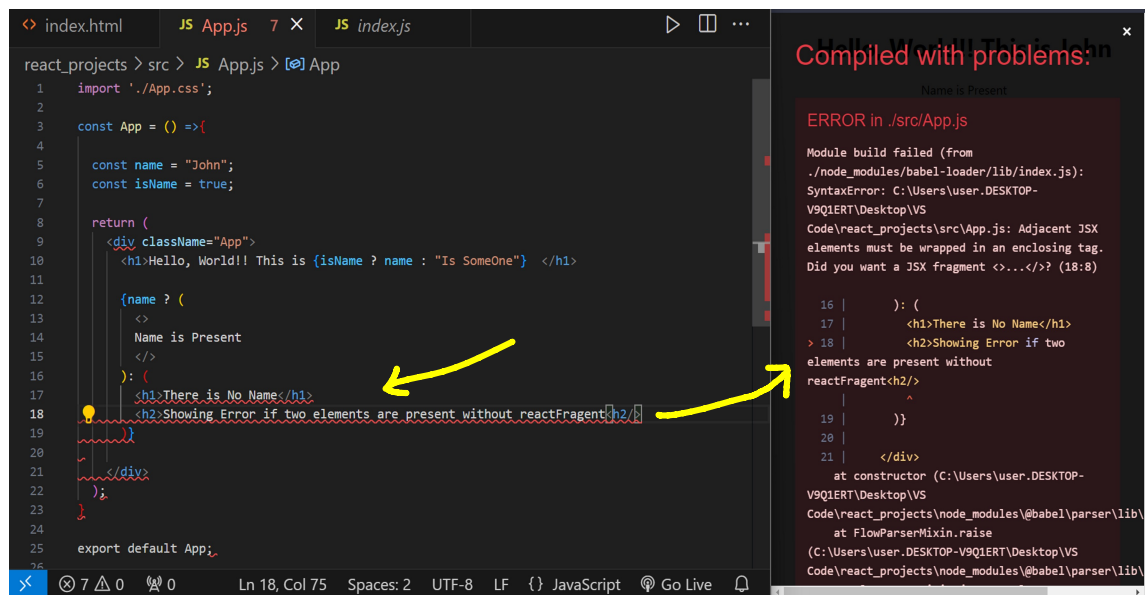 index.html
JS App.js 7
JS index.js
react_projects > src > JS App.js > App
1 import './App.css';
2
3 const App = () =>{
4
5 const name = "John";
6 const isName = true;
7
8 return (
9 <div className="App">
10 <h1>Hello, World!! This is {isName ? name : "Is SomeOne"} </h1>
11
12 {name ? (
13 <>
14 Name is Present
15 </>
16 ): (
17 <h1>There is No Name</h1>
18 <h2>Showing Error if two elements are present without reactFragent<h2/>
19 )}
20
21 </div>
22 );
23 }
24
25 export default App;
26
7 0 0 Ln 18, Col 75 Spaces: 2 UTF-8 LF {} JavaScript Go Live
Hello, World!! This is John
Compiled with problems:
Name is Present
ERROR in ./src/App.js
Module build failed (from
./node_modules/babel-loader/lib/index.js):
SyntaxError: C:\Users\user.DESKTOP-
V9Q1ERT\Desktop\VS
Code\react_projects\src\App.js: Adjacent JSX
elements must be wrapped in an enclosing tag.
Did you want a JSX fragment <>...</>? (18:8)
16 | ): (
17 | <h1>There is No Name</h1>
> 18 | <h2>Showing Error if two
elements are present without
reactFragent<h2/>
| ^
19 | )}
20 |
21 | </div>
at constructor (C:\Users\user.DESKTOP-
V9Q1ERT\Desktop\VS
Code\react_projects\node_modules\@babel\parser\lib\
at FlowParserMixin.raise
(C:\Users\user.DESKTOP-V9Q1ERT\Desktop\VS
Code\react_projects\node_modules\@babel\parser\lib\